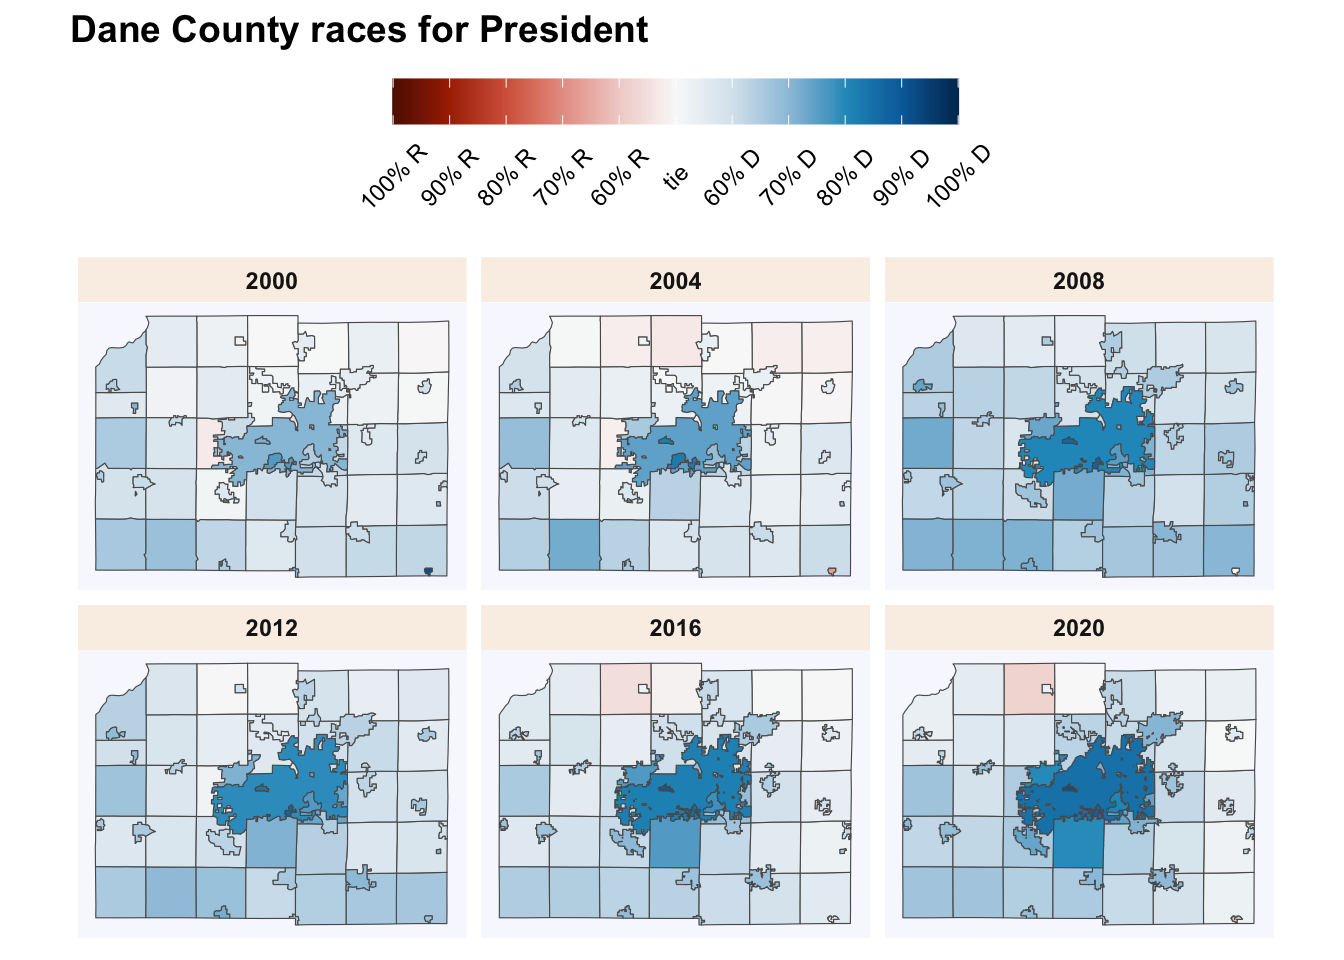 Dane County races for President
100% R
90% R
80% R
70% R
60% R
tie
60% D
70% D
80% D
90% D
100% D
2000
2004
2008
2012
2016
2020